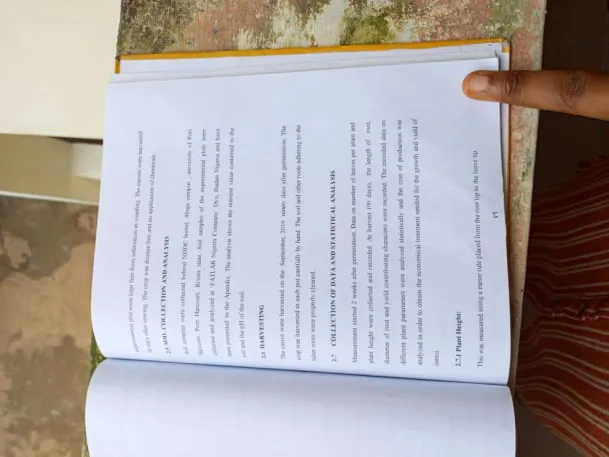 experimental plot were kept free from infestation by weeding. The carrots were harvested
days after sowing. The crop was disease free and no application of chemicals.
2.5 SOIL COLLECTION AND ANALYSIS
Soil samples were collected behind NDDC hostel, Abuja campus - university of Port
Harcourt, Port Harcourt, Rivers state. Soil samples of the experimental plots were
collected and analyzed at 'FATLAB Nigeria Company' Oyo, Ibadan Nigeria and have
been presented in the Apendix. The analysis shows the nutrient value contained in the
soil and the pH of the soil.
2.6 HARVESTING
The carrot were harvested on the September, 2019 ninety days after germination. The
crop was harvested in each pot carefully by hand. The soil and other roots adhering to the
tuber roots were properly cleaned.
2.7 COLLECTION OF DATA AND STATISTICAL ANALYSIS
Measurement started 2 weeks after germination. Data on number of leaves per plant and
plant height were collected and recorded. At harvest (90 days), the length of root,
diameter of root and yield contributing characters were recorded. The recorded data on
different plant parameters were analysed statistically and the cost of production was
analysed in order to obtain the economical treatment needed for the growth and yield of
carrot.
2.7.1 Plant Height:
This was measured using a meter rule placed from the root tip to the leave tip.